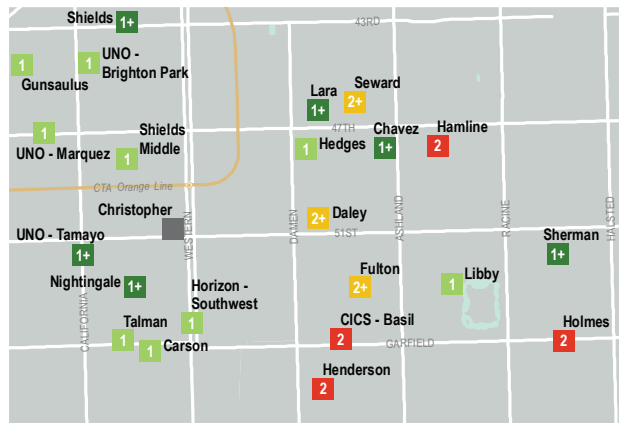 Shields
1+
43RD
UNO -
Brighton Park
1
1
Gunsaulus
Seward
2+
Lara
1+
1
UNO - Marquez
Shields
Middle
1
47TH
Hedges
1
Chavez
1+
Hamline
2
CTA Orange Line
Christopher
WESTERN
DAMEN
Daley
2+
51ST
ASHLAND
RACINE
HALSTED
UNO - Tamayo
1+
Sherman
1+
Nightingale
1+
Horizon -
Southwest
1
Fulton
2+
Libby
1
CALIFORNIA
Talman
1
Carson
1
CICS - Basil
2
GARFIELD
Holmes
2
Henderson
2